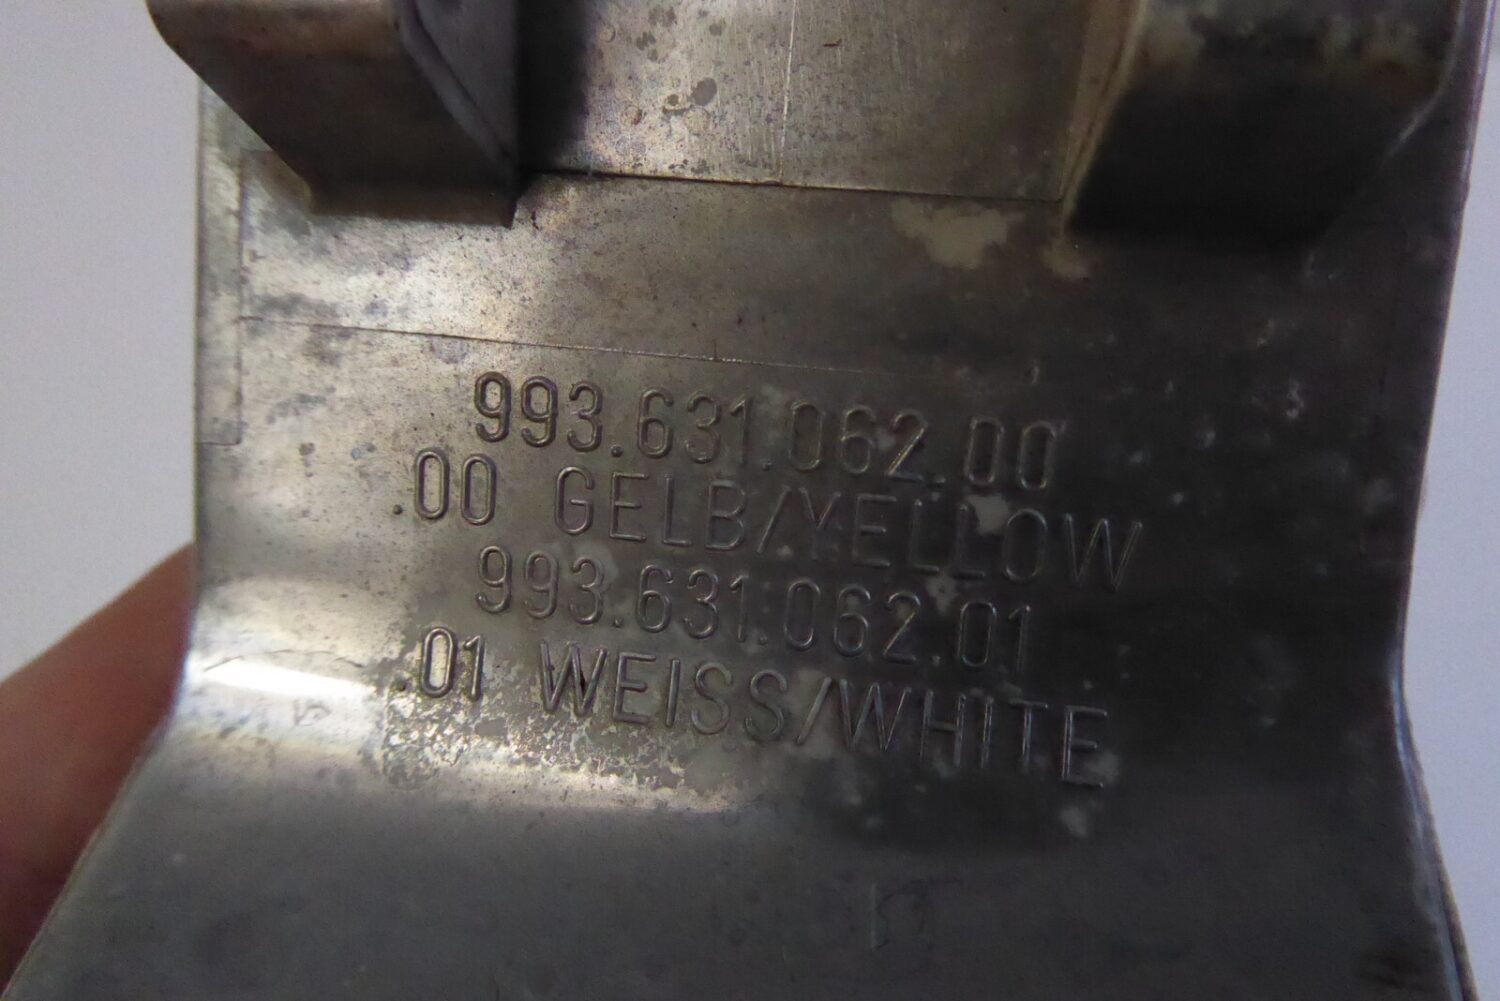 993.631.062.00
.00 GELB/YELLOW
993.631.062.01
.01 WEISS/WHITE